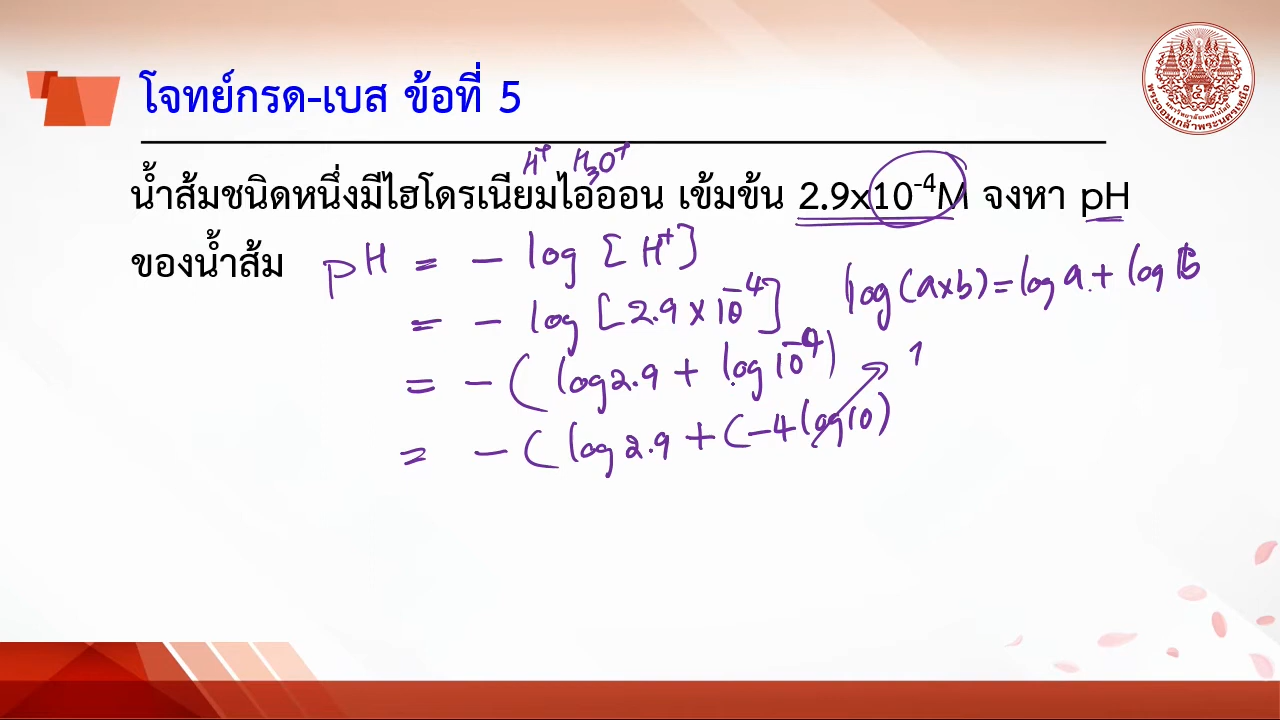 โจทย์กรด-เบส ข้อที่ 5
H⁺ H₃O⁺
น้ำส้มชนิดหนึ่งมีไฮโดรเนียมไอออน เข้มข้น 2.9x10⁻⁴M จงหา pH
ของน้ำส้ม
pH = - log [H⁺]
log (a×b) = log a + log b
= - log [2.9 × 10⁻⁴]
= - (log 2.9 + log 10⁻⁴)
1
= - (log 2.9 + (-4 log 10)